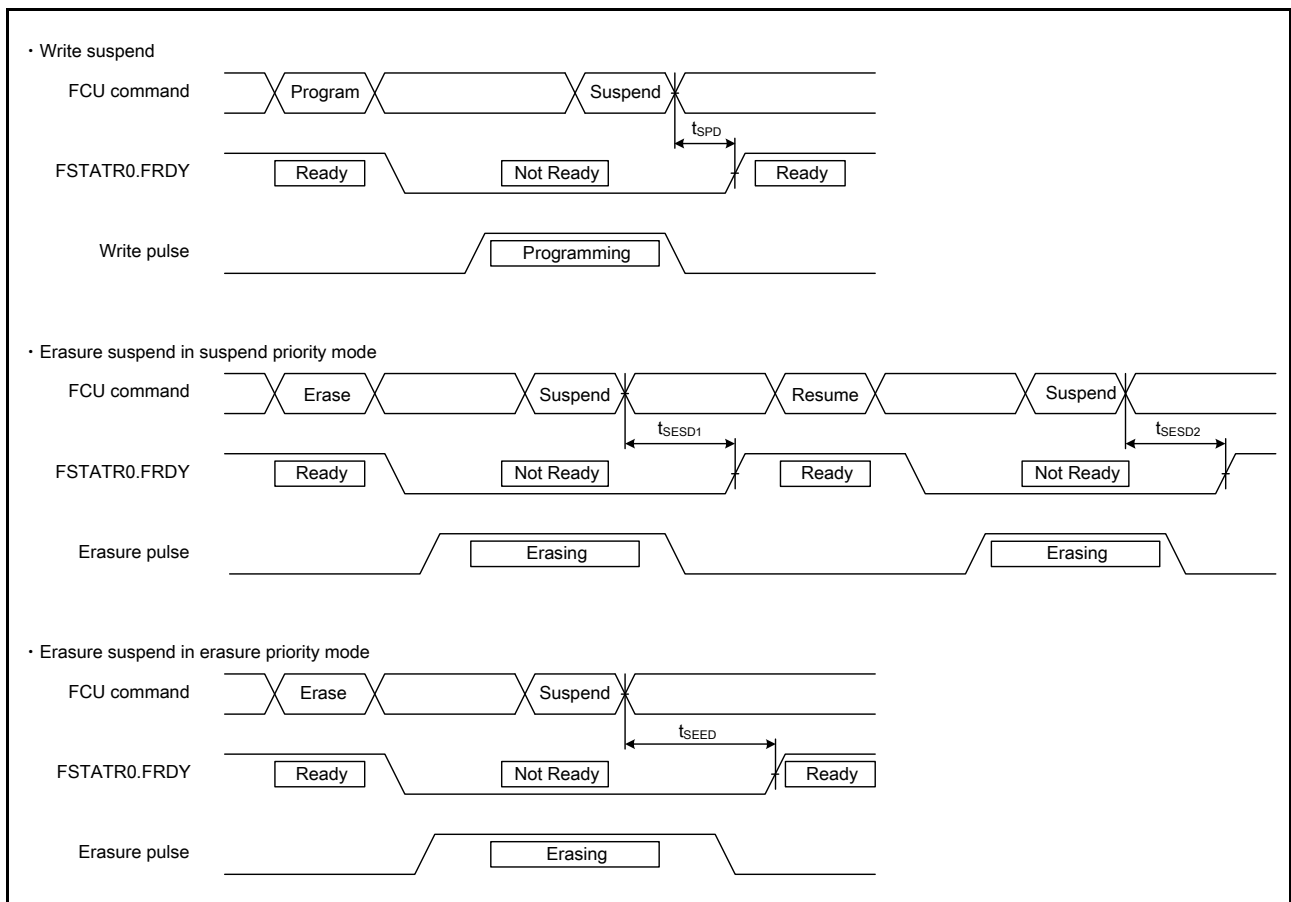 ・Write suspend
FCU command Program Suspend
tSPD
FSTATR0.FRDY Ready Not Ready Ready
Write pulse Programming
・Erasure suspend in suspend priority mode
FCU command Erase Suspend Resume Suspend
tSESD1 tSESD2
FSTATR0.FRDY Ready Not Ready Ready Not Ready
Erasure pulse Erasing Erasing
・Erasure suspend in erasure priority mode
FCU command Erase Suspend
tSEED
FSTATR0.FRDY Ready Not Ready Ready
Erasure pulse Erasing